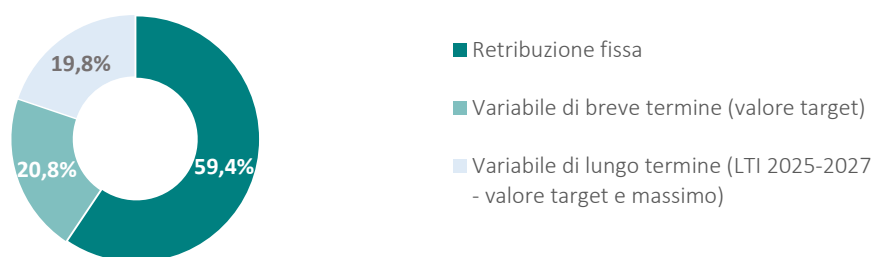 19,8%
20,8%
59,4%
Retribuzione fissa
Variabile di breve termine (valore target)
Variabile di lungo termine (LTI 2025-2027
- valore target e massimo)